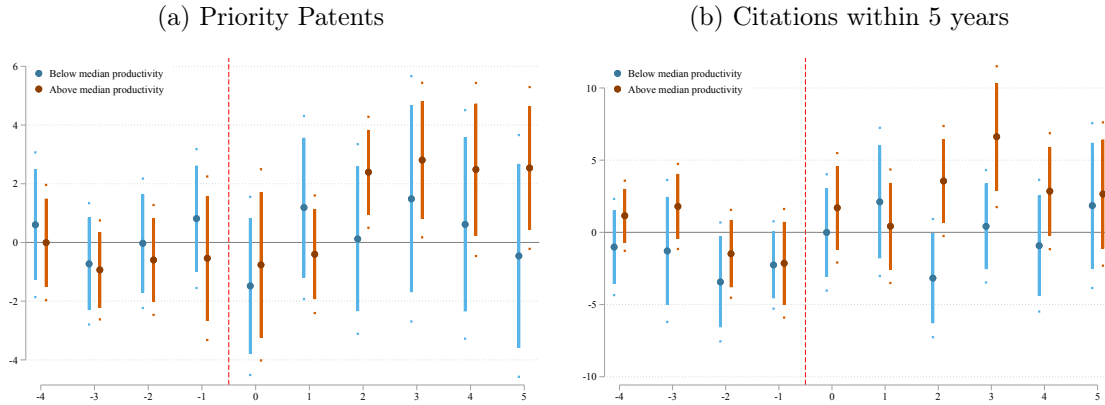 (a) Priority Patents
(b) Citations within 5 years
Below median productivity
Above median productivity
6
4
2
0
-2
-4
-4 -3 -2 -1 0 1 2 3 4 5
Below median productivity
Above median productivity
10
5
0
-5
-10
-4 -3 -2 -1 0 1 2 3 4 5